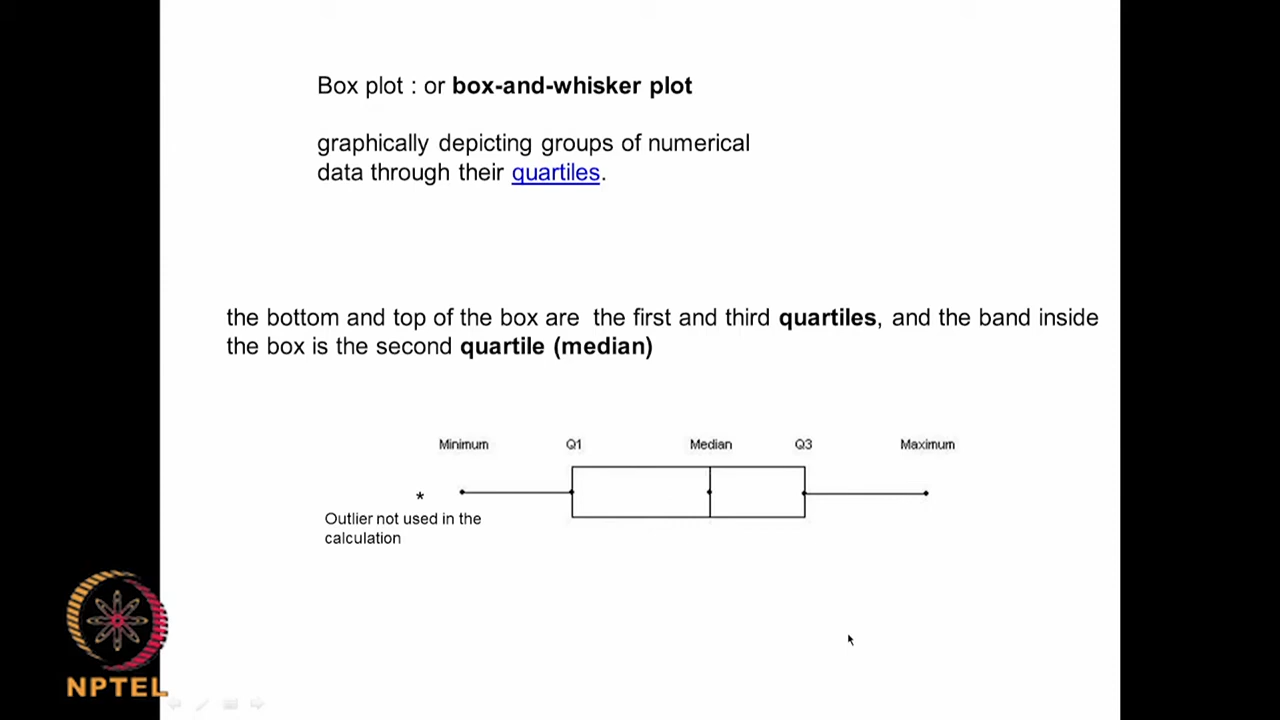 Box plot : or box-and-whisker plot
graphically depicting groups of numerical
data through their quartiles.
the bottom and top of the box are the first and third quartiles, and the band inside
the box is the second quartile (median)
Minimum Q1 Median Q3 Maximum
*
Outlier not used in the
calculation
NPTEL